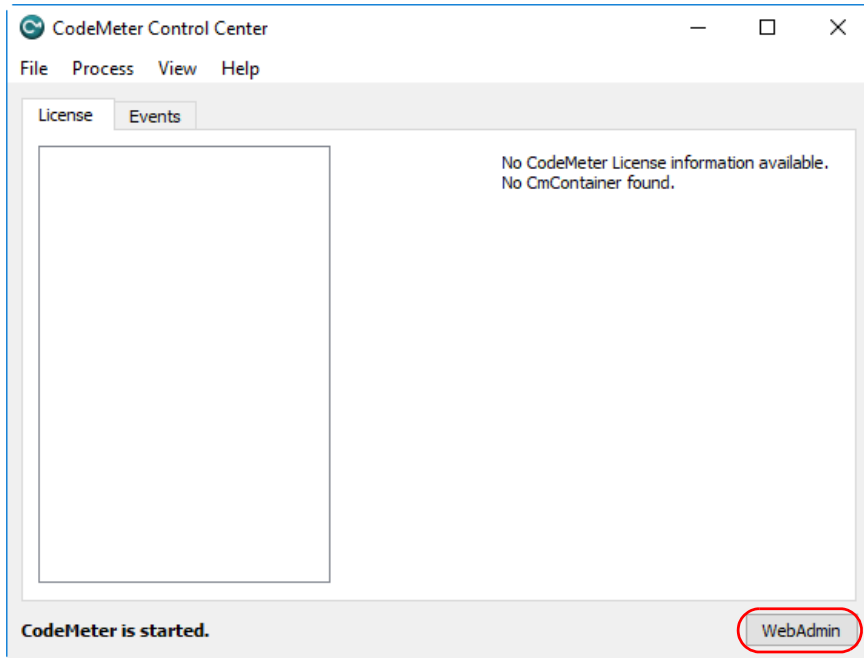 CodeMeter Control Center
File Process View Help
License Events
No CodeMeter License information available.
No CmContainer found.
CodeMeter is started.
WebAdmin